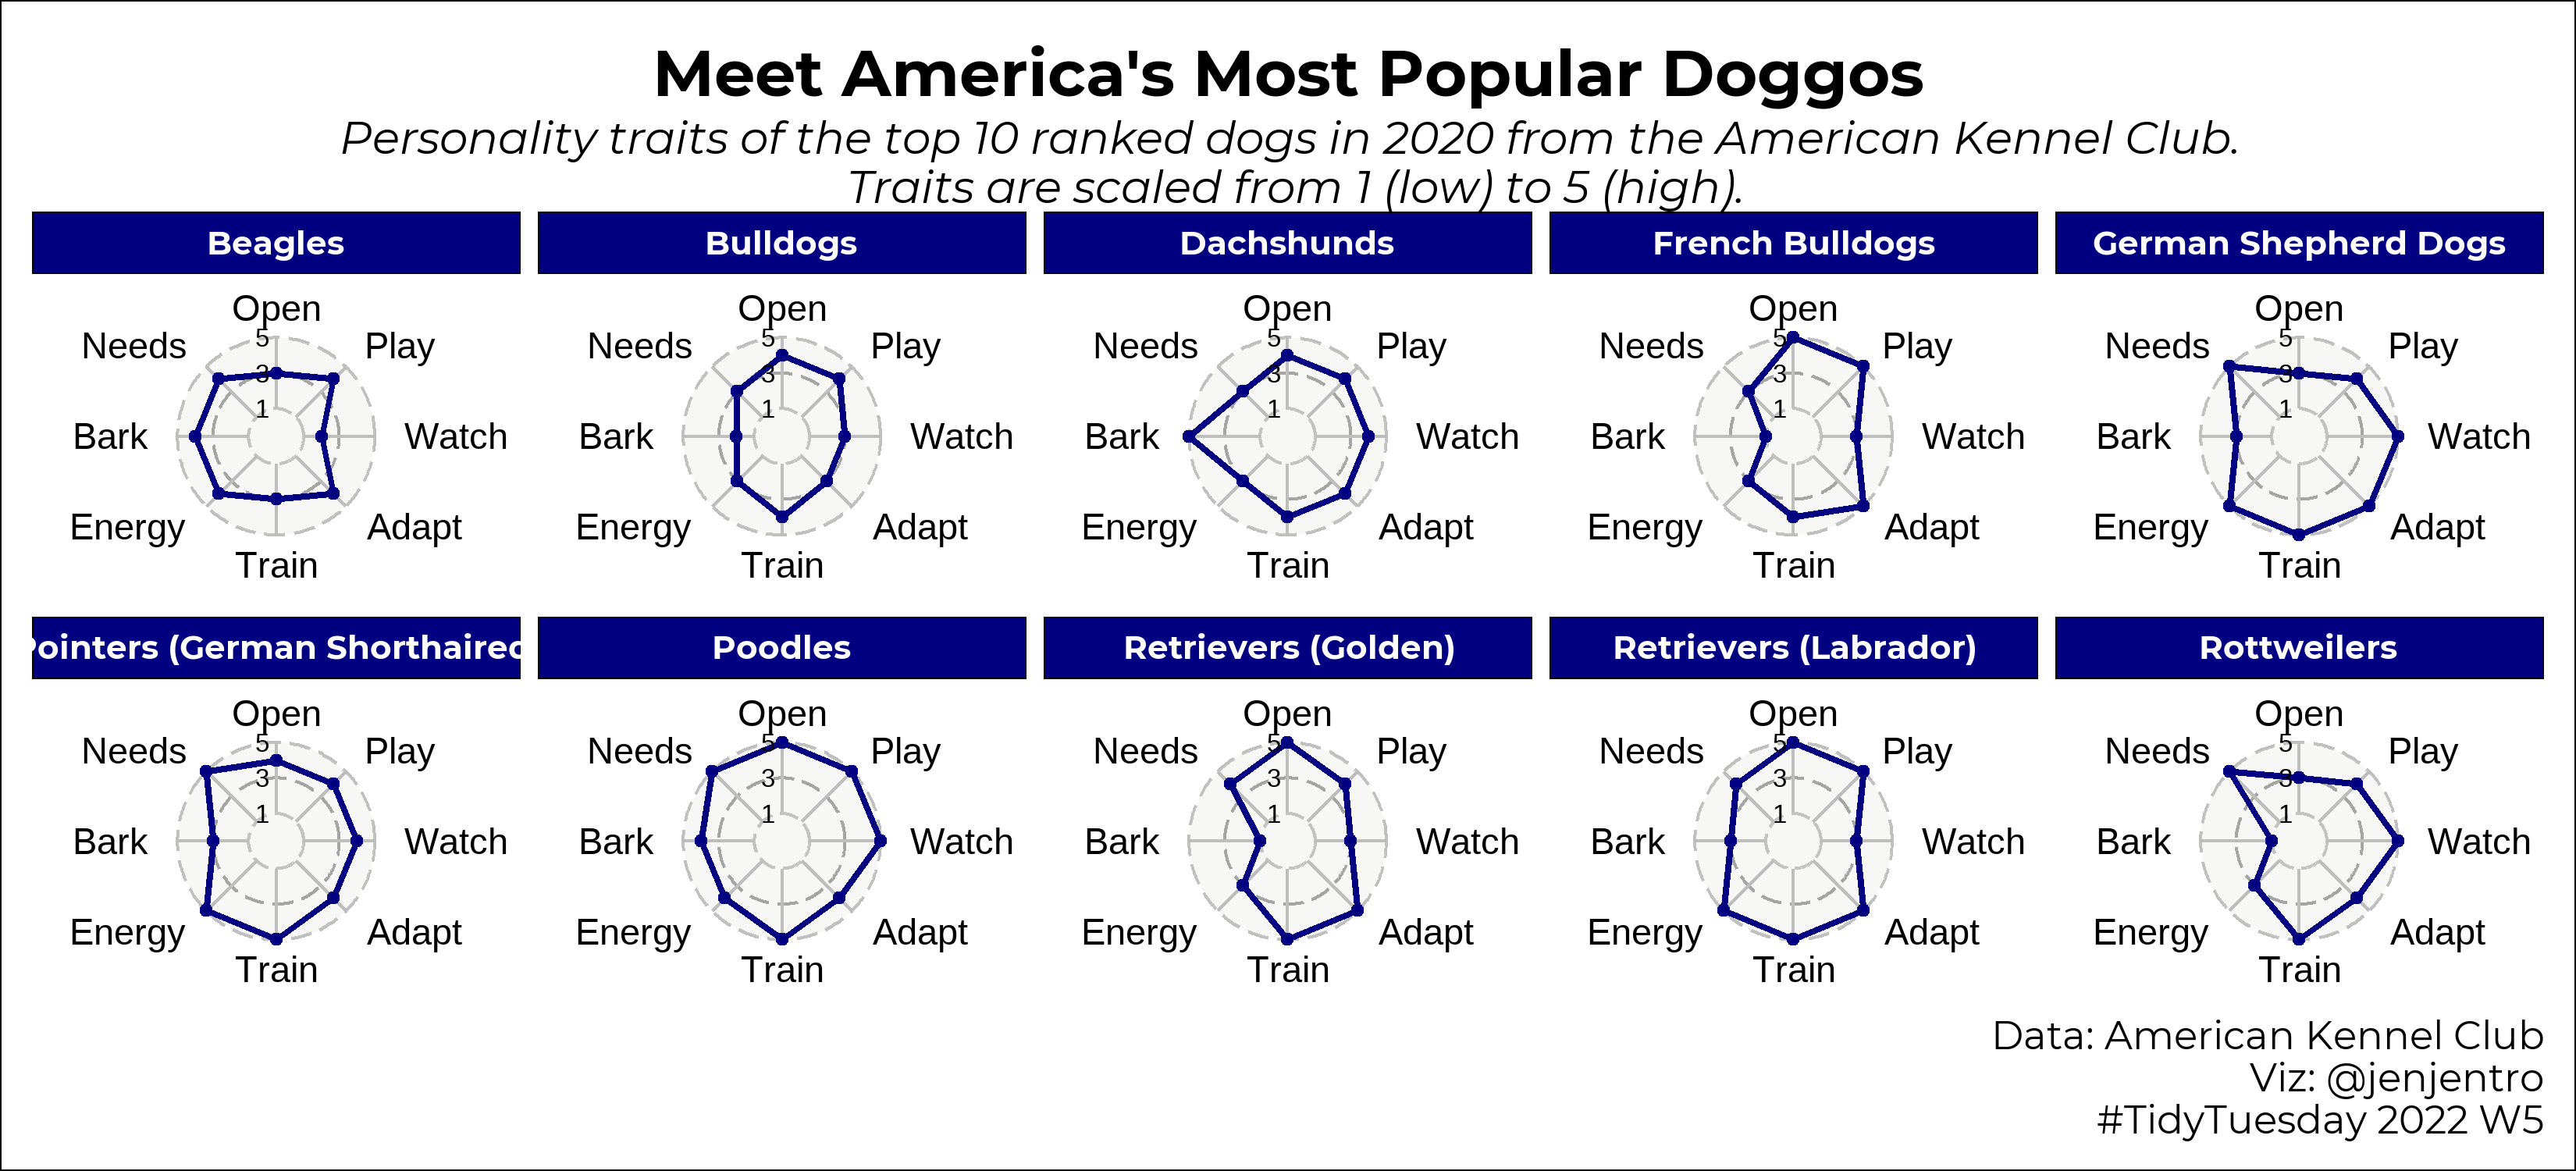 Meet America's Most Popular Doggos
Personality traits of the top 10 ranked dogs in 2020 from the American Kennel Club.
Traits are scaled from 1 (low) to 5 (high).
Beagles
Open
Needs
5
Play
3
1
Bark
Watch
Energy
Adapt
Train
Bulldogs
Open
Needs
5
Play
3
1
Bark
Watch
Energy
Adapt
Train
Dachshunds
Open
Needs
5
Play
3
1
Bark
Watch
Energy
Adapt
Train
French Bulldogs
Open
Needs
5
Play
3
1
Bark
Watch
Energy
Adapt
Train
German Shepherd Dogs
Open
Needs
5
Play
3
1
Bark
Watch
Energy
Adapt
Train
Pointers (German Shorthaired
Open
Needs
5
Play
3
1
Bark
Watch
Energy
Adapt
Train
Poodles
Open
Needs
5
Play
3
1
Bark
Watch
Energy
Adapt
Train
Retrievers (Golden)
Open
Needs
5
Play
3
1
Bark
Watch
Energy
Adapt
Train
Retrievers (Labrador)
Open
Needs
5
Play
3
1
Bark
Watch
Energy
Adapt
Train
Rottweilers
Open
Needs
5
Play
3
1
Bark
Watch
Energy
Adapt
Train
Data: American Kennel Club
Viz: @jenjentro
#TidyTuesday 2022 W5